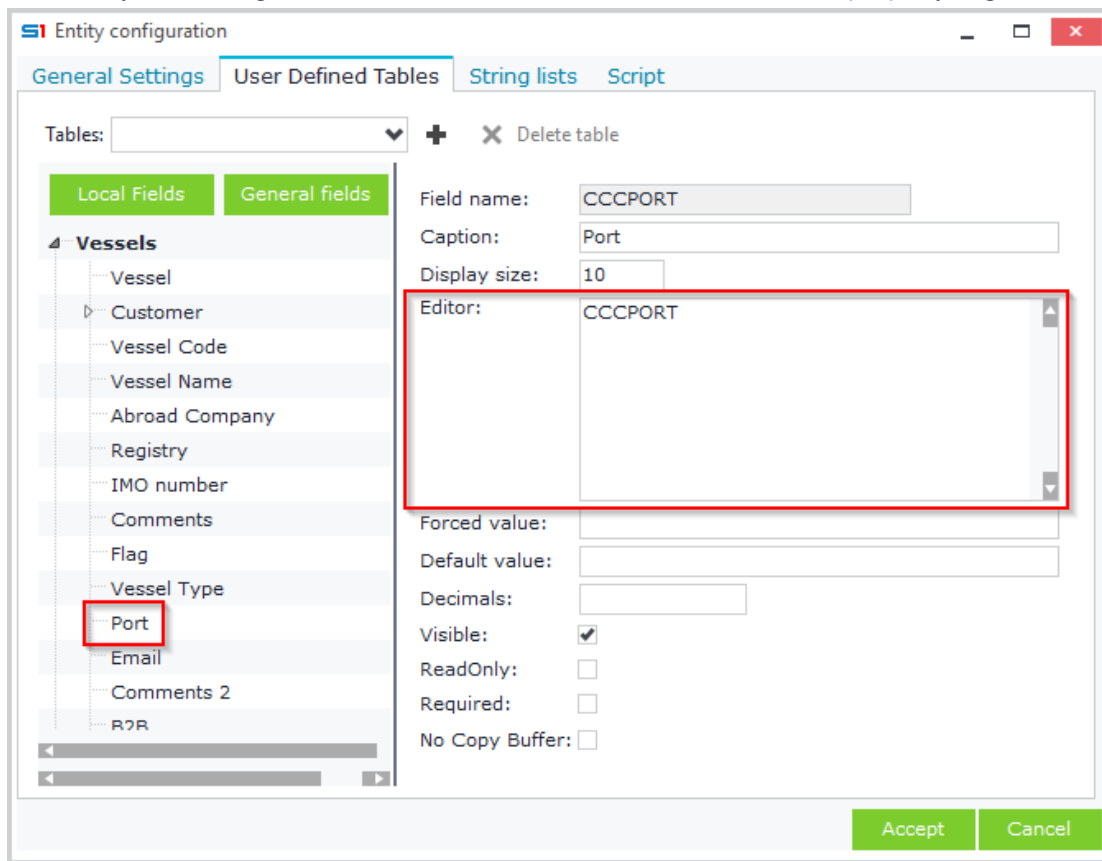 S1 Entity configuration
General Settings User Defined Tables String lists Script
Tables: Delete table
Local Fields General fields
Vessels
Vessel
Customer
Vessel Code
Vessel Name
Abroad Company
Registry
IMO number
Comments
Flag
Vessel Type
Port
Email
Comments 2
B2B
Field name: CCCPORT
Caption: Port
Display size: 10
Editor: CCCPORT
Forced value:
Default value:
Decimals:
Visible:
ReadOnly:
Required:
No Copy Buffer:
Accept Cancel